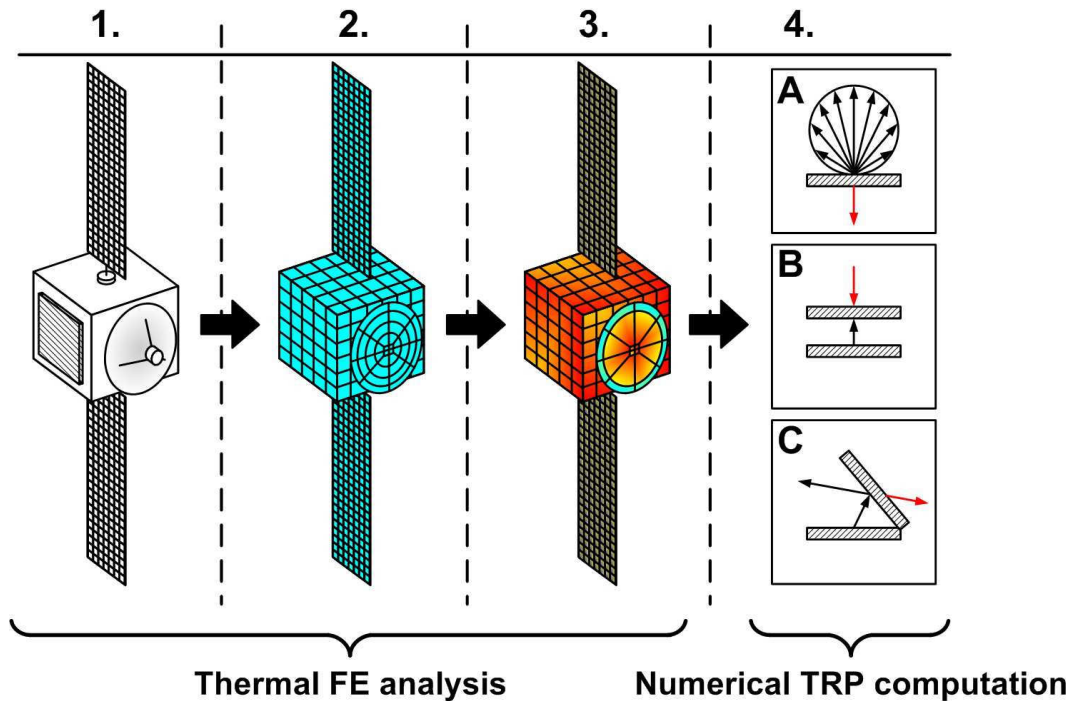 1. 2. 3. 4.
A
B
C
Thermal FE analysis Numerical TRP computation